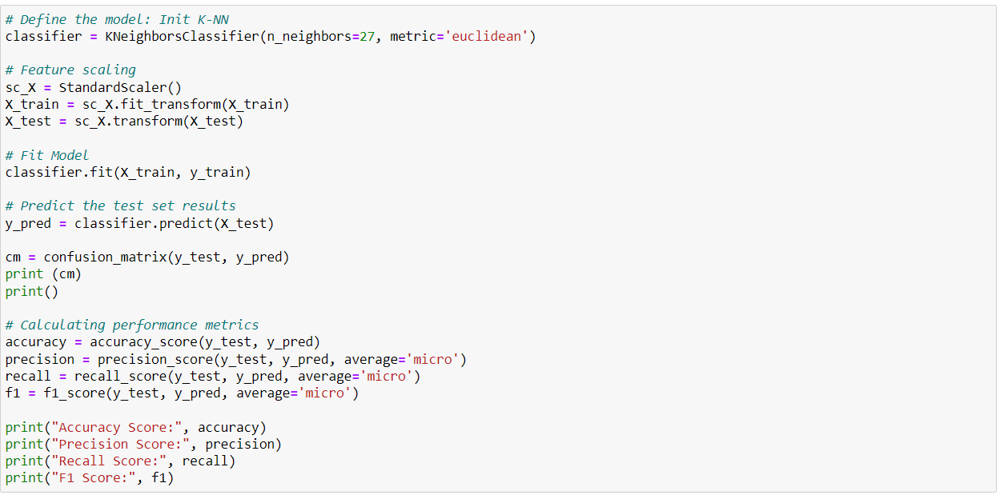 # Define the model: Init K-NN
classifier = KNeighborsClassifier(n_neighbors=27, metric='euclidean')
# Feature scaling
sc_X = StandardScaler()
X_train = sc_X.fit_transform(X_train)
X_test = sc_X.transform(X_test)
# Fit Model
classifier.fit(X_train, y_train)
# Predict the test set results
y_pred = classifier.predict(X_test)
cm = confusion_matrix(y_test, y_pred)
print (cm)
print()
# Calculating performance metrics
accuracy = accuracy_score(y_test, y_pred)
precision = precision_score(y_test, y_pred, average='micro')
recall = recall_score(y_test, y_pred, average='micro')
f1 = f1_score(y_test, y_pred, average='micro')
print("Accuracy Score:", accuracy)
print("Precision Score:", precision)
print("Recall Score:", recall)
print("F1 Score:", f1)